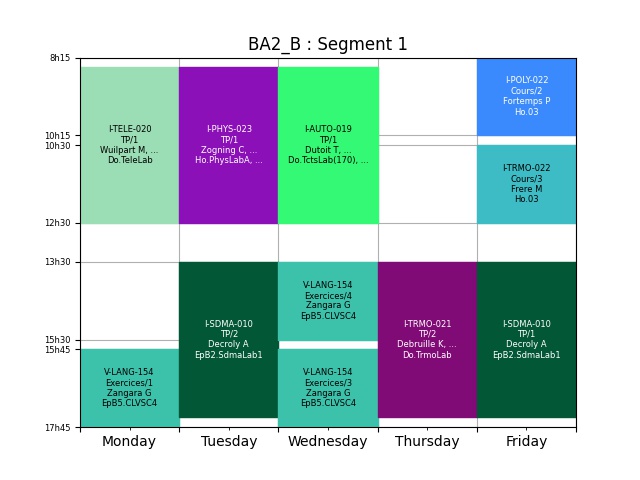 BA2_B : Segment 1
8h15
10h15
10h30
12h30
13h30
15h30
15h45
17h45
I-TELE-020
TP/1
Wuilpart M, ...
Do.TeleLab
V-LANG-154
Exercices/1
Zangara G
EpB5.CLVSC4
I-PHYS-023
TP/1
Zogning C, ...
Ho.PhysLabA, ...
I-SDMA-010
TP/2
Decroly A
EpB2.SdmaLab1
I-AUTO-019
TP/1
Dutoit T, ...
Do.TctsLab(170), ...
V-LANG-154
Exercices/4
Zangara G
EpB5.CLVSC4
V-LANG-154
Exercices/3
Zangara G
EpB5.CLVSC4
I-TRMO-021
TP/2
Debruille K, ...
Do.TrmoLab
I-POLY-022
Cours/2
Fortemps P
Ho.03
I-TRMO-022
Cours/3
Frere M
Ho.03
I-SDMA-010
TP/1
Decroly A
EpB2.SdmaLab1
Monday
Tuesday
Wednesday
Thursday
Friday